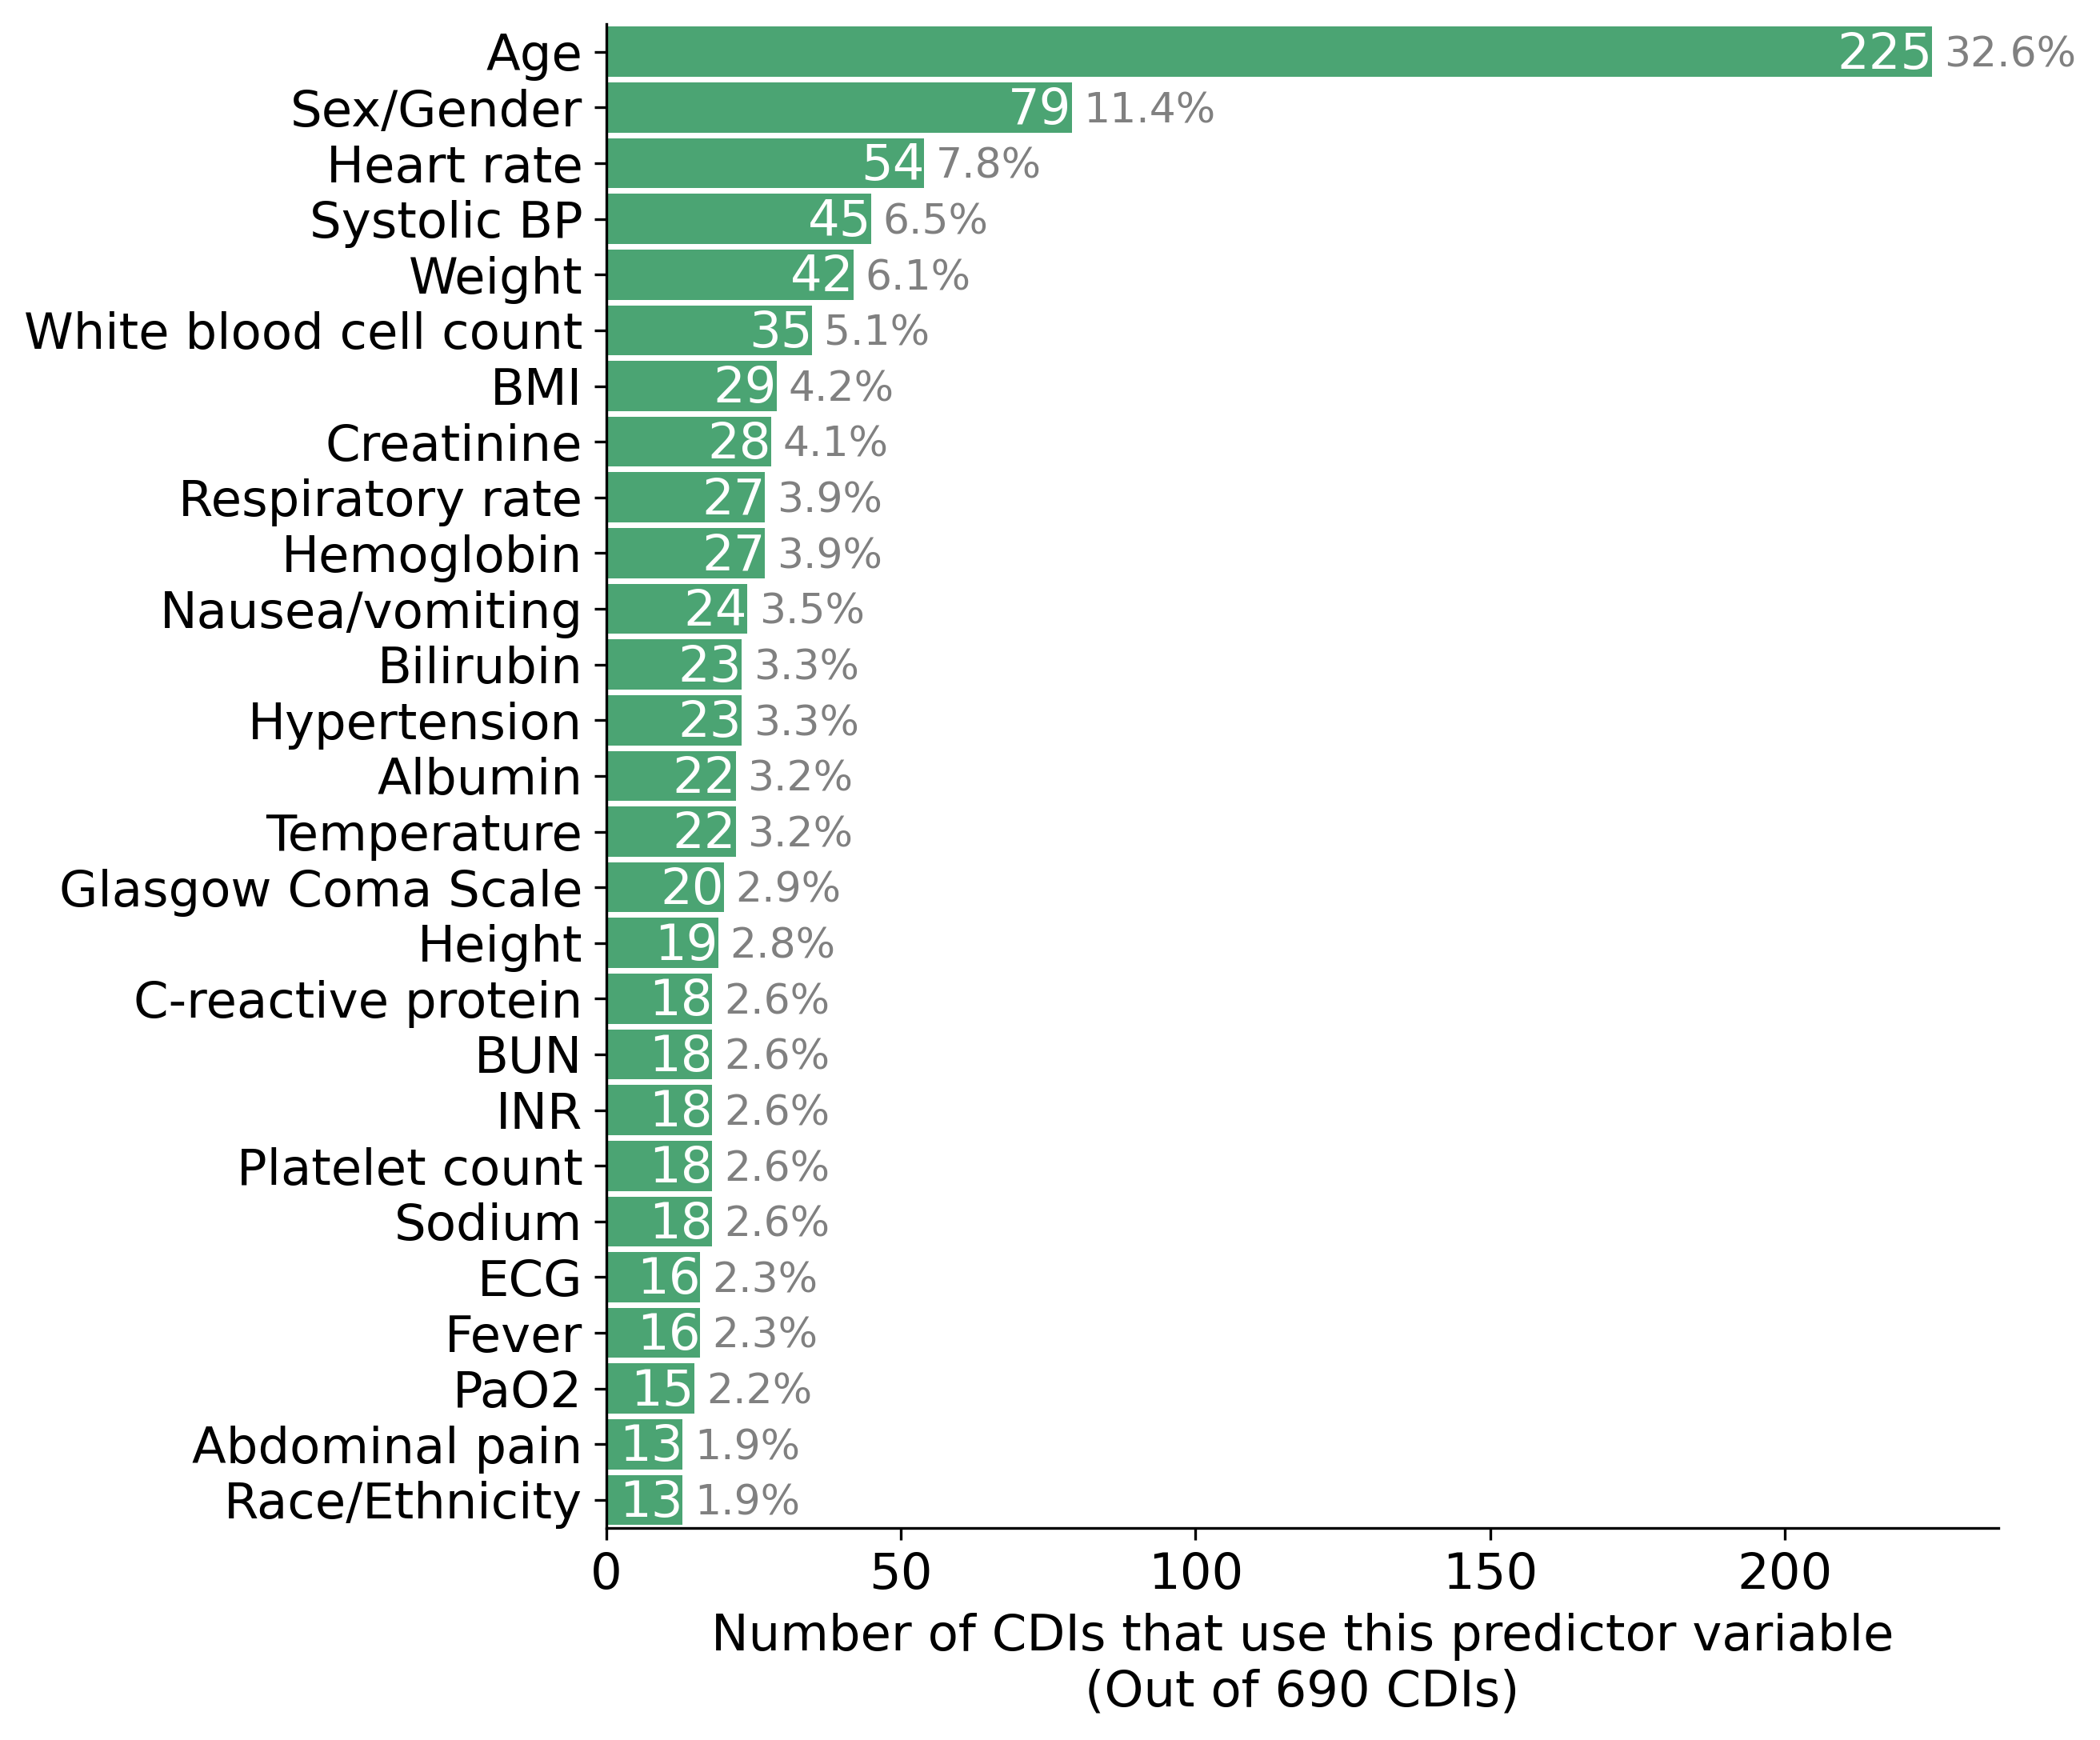 Age 225 32.6%
Sex/Gender 79 11.4%
Heart rate 54 7.8%
Systolic BP 45 6.5%
Weight 42 6.1%
White blood cell count 35 5.1%
BMI 29 4.2%
Creatinine 28 4.1%
Respiratory rate 27 3.9%
Hemoglobin 27 3.9%
Nausea/vomiting 24 3.5%
Bilirubin 23 3.3%
Hypertension 23 3.3%
Albumin 22 3.2%
Temperature 22 3.2%
Glasgow Coma Scale 20 2.9%
Height 19 2.8%
C-reactive protein 18 2.6%
BUN 18 2.6%
INR 18 2.6%
Platelet count 18 2.6%
Sodium 18 2.6%
ECG 16 2.3%
Fever 16 2.3%
PaO2 15 2.2%
Abdominal pain 13 1.9%
Race/Ethnicity 13 1.9%
0 50 100 150 200
Number of CDIs that use this predictor variable
(Out of 690 CDIs)